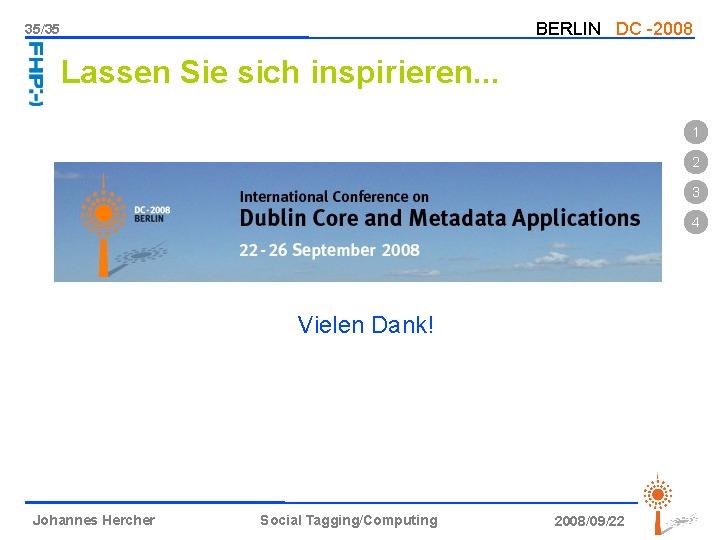 35/35
BERLIN DC -2008
FHP:-)
Lassen Sie sich inspirieren...
1
2
3
4
DC - 2008
BERLIN
International Conference on
Dublin Core and Metadata Applications
22 - 26 September 2008
Vielen Dank!
Johannes Hercher
Social Tagging/Computing
2008/09/22